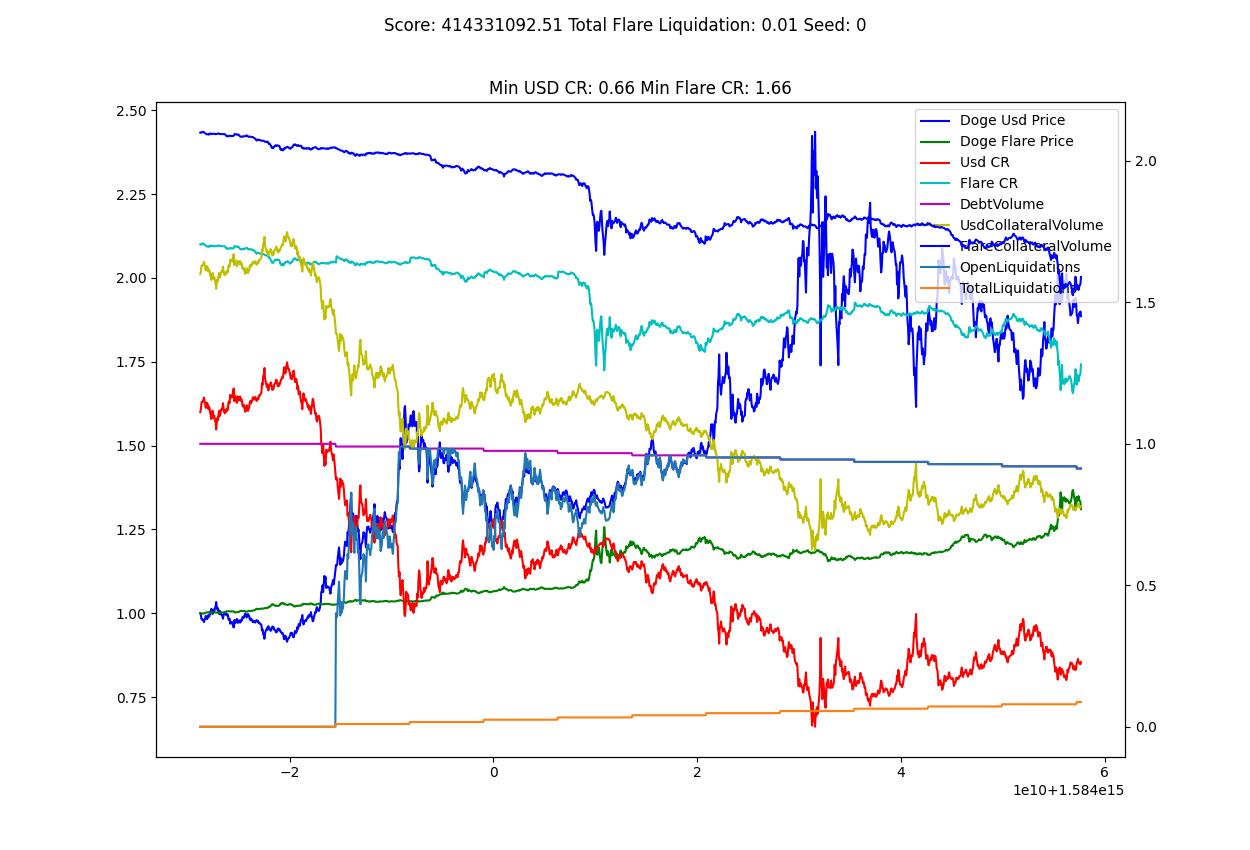 Score: 414331092.51 Total Flare Liquidation: 0.01 Seed: 0
Min USD CR: 0.66 Min Flare CR: 1.66
2.50
2.25
2.00
1.75
1.50
1.25
1.00
0.75
2.0
1.5
1.0
0.5
0.0
Doge Usd Price
Doge Flare Price
Usd CR
Flare CR
DebtVolume
UsdCollateralVolume
FlareCollateralVolume
OpenLiquidations
TotalLiquidations
−2
0
2
4
6
1e10+1.584e15